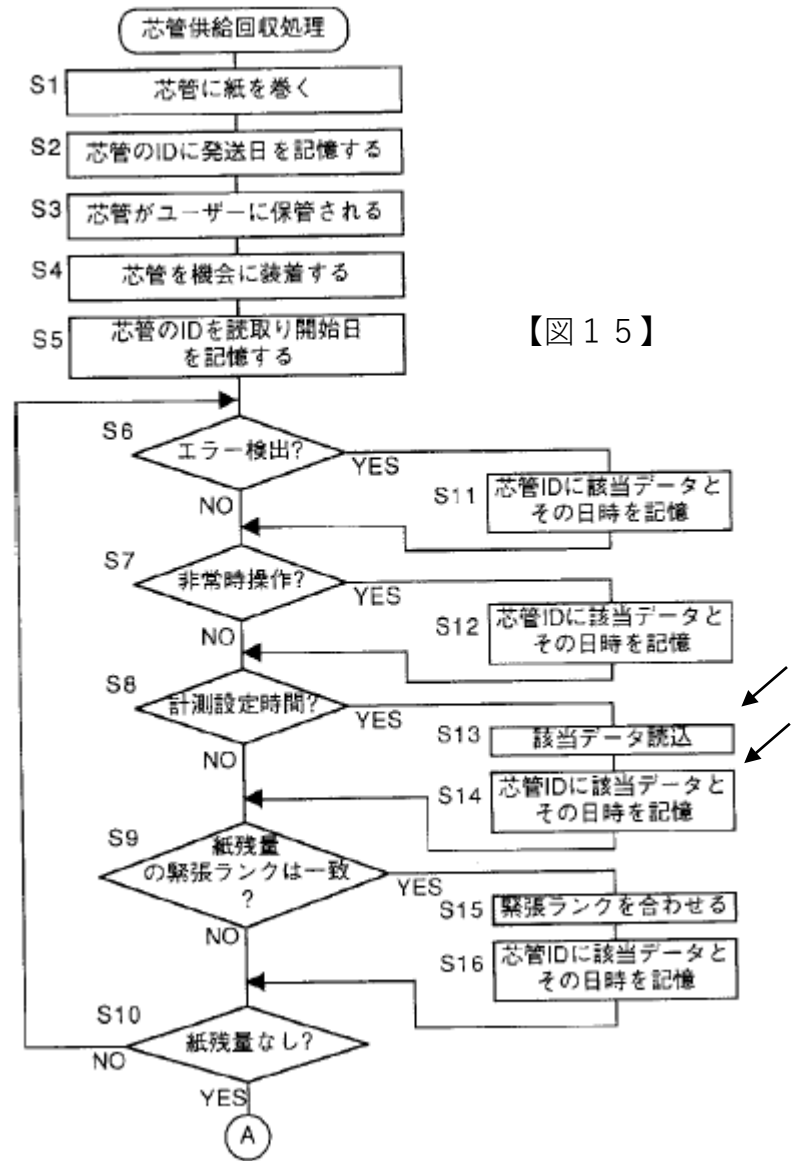 芯管供給回収処理
S1
芯管に紙を巻く
S2
芯管のIDに発送日を記憶する
S3
芯管がユーザーに保管される
S4
芯管を機会に装着する
S5
芯管のIDを読取り開始日
を記憶する
【図１５】
S6
エラー検出?
YES
NO
S11
芯管IDに該当データと
その日時を記憶
S7
非常時操作?
YES
NO
S12
芯管IDに該当データと
その日時を記憶
S8
計測設定時間?
YES
NO
S13
該当データ読込
S14
芯管IDに該当データと
その日時を記憶
S9
紙残量
の緊張ランクは一致
?
YES
NO
S15
緊張ランクを合わせる
S16
芯管IDに該当データと
その日時を記憶
S10
紙残量なし?
NO
YES
A